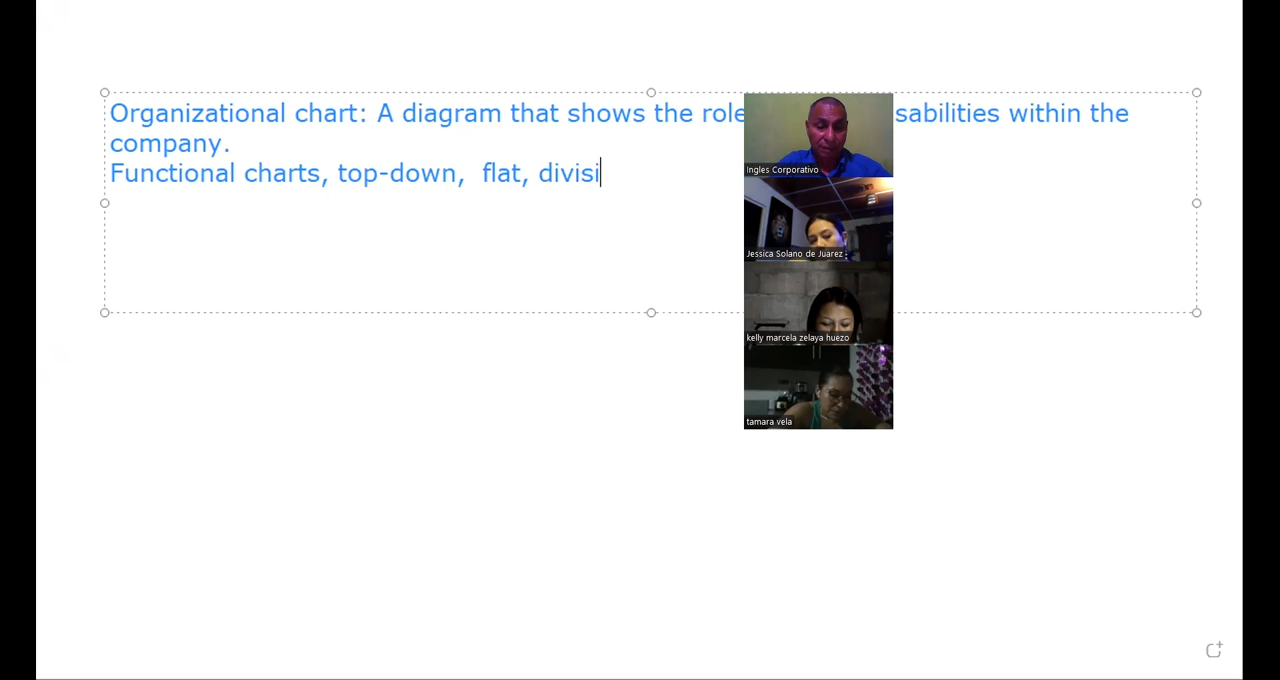 Organizational chart: A diagram that shows the role sabilities within the
company.
Functional charts, top-down,  flat, divisi
Ingles Corporativo
Jessica Solano de Juarez
kelly marcela zelaya huezo
tamara vela